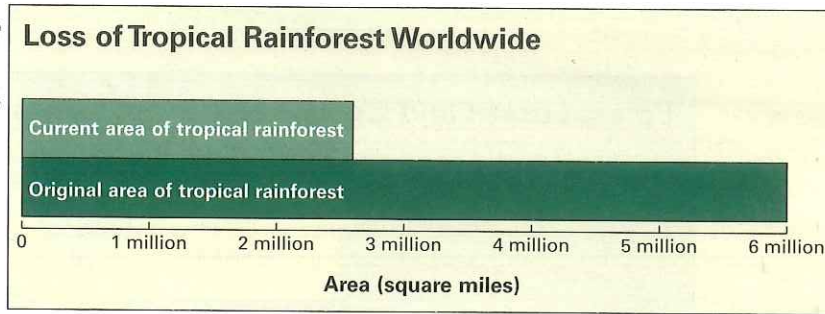 Loss of Tropical Rainforest Worldwide
Current area of tropical rainforest
Original area of tropical rainforest
0 1 million 2 million 3 million 4 million 5 million 6 million
Area (square miles)